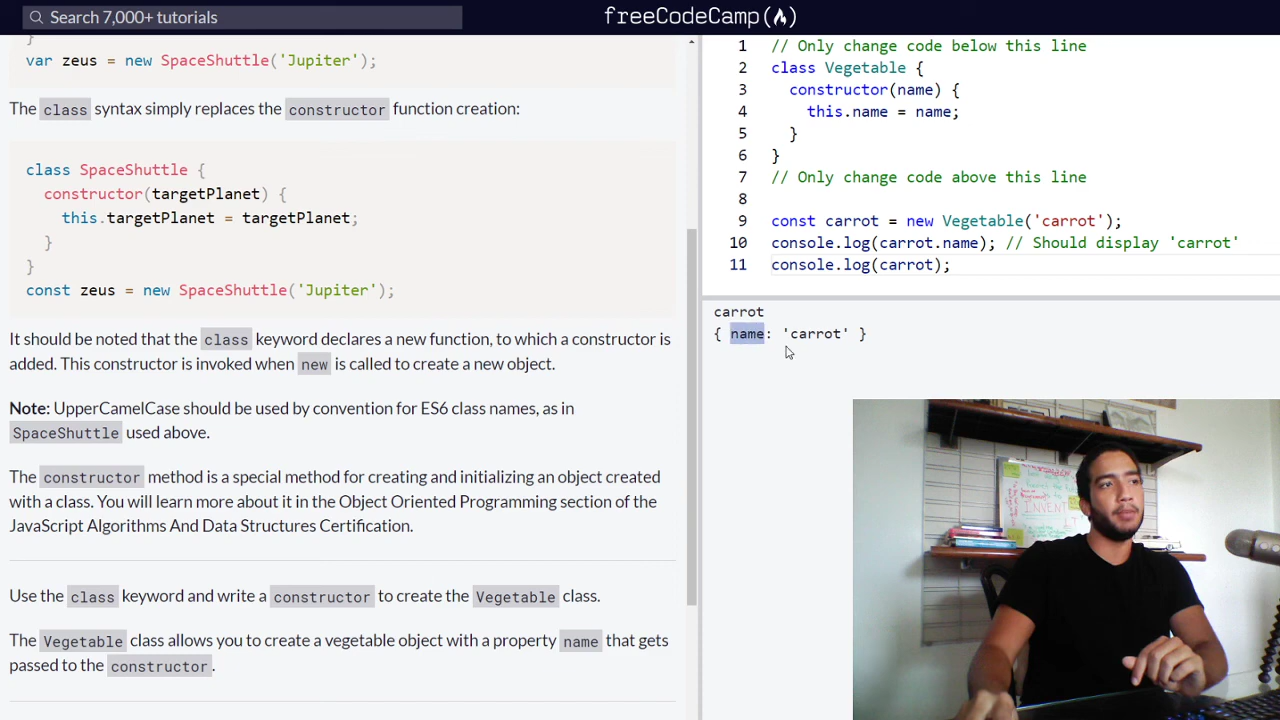 Search 7,000+ tutorials
freeCodeCamp
}
var zeus = new SpaceShuttle('Jupiter');
The class syntax simply replaces the constructor function creation:
class SpaceShuttle {
constructor(targetPlanet) {
this.targetPlanet = targetPlanet;
}
}
const zeus = new SpaceShuttle('Jupiter');
It should be noted that the class keyword declares a new function, to which a constructor is
added. This constructor is invoked when new is called to create a new object.
Note: UpperCamelCase should be used by convention for ES6 class names, as in
SpaceShuttle used above.
The constructor method is a special method for creating and initializing an object created
with a class. You will learn more about it in the Object Oriented Programming section of the
JavaScript Algorithms And Data Structures Certification.
Use the class keyword and write a constructor to create the Vegetable class.
The Vegetable class allows you to create a vegetable object with a property name that gets
passed to the constructor.
1 // Only change code below this line
2 class Vegetable {
3 constructor(name) {
4 this.name = name;
5 }
6 }
7 // Only change code above this line
8
9 const carrot = new Vegetable('carrot');
10 console.log(carrot.name); // Should display 'carrot'
11 console.log(carrot);
carrot
{ name: 'carrot' }
INVENT